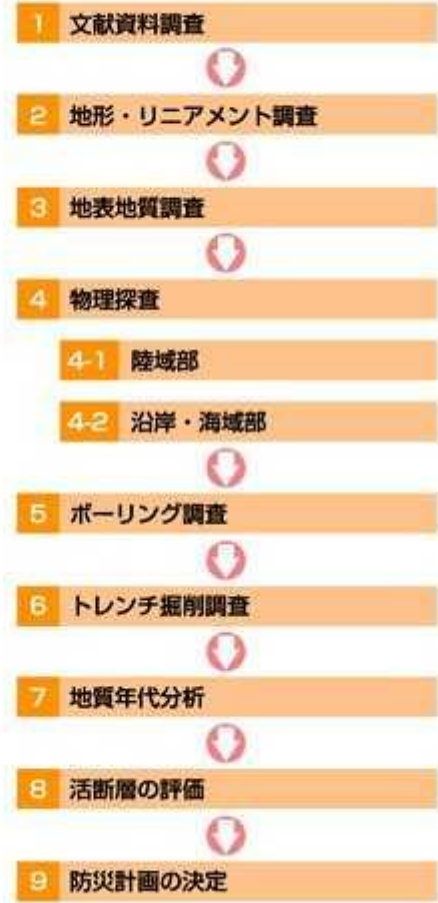 1 文献資料調査
2 地形・リニアメント調査
3 地表地質調査
4 物理探査
4-1 陸域部
4-2 沿岸・海域部
5 ボーリング調査
6 トレンチ掘削調査
7 地質年代分析
8 活断層の評価
9 防災計画の決定